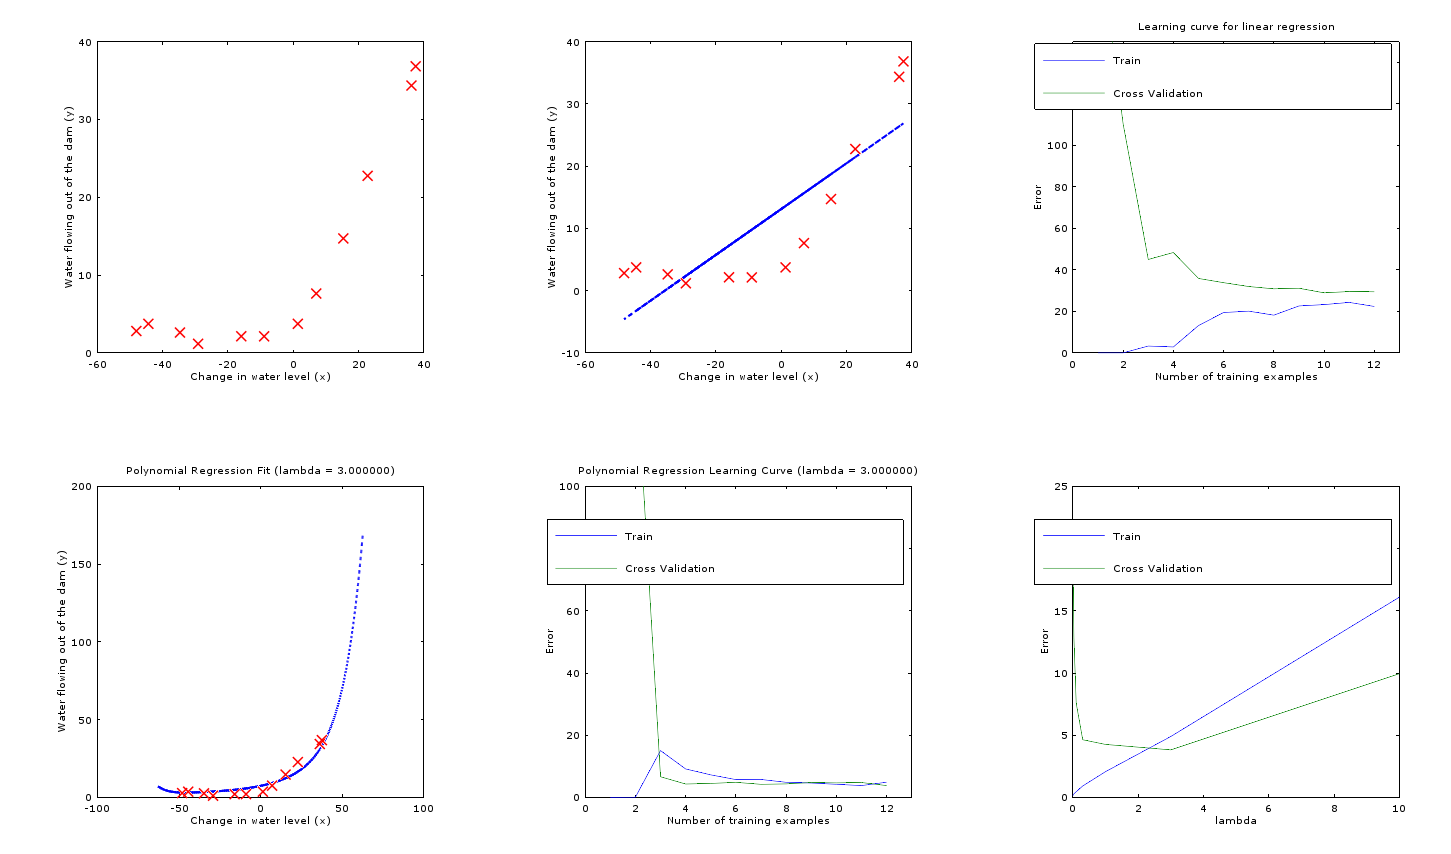 40
30
20
10
0
-60 -40 -20 0 20 40
Water flowing out of the dam (y)
Change in water level (x)
40
30
20
10
0
-10
-60 -40 -20 0 20 40
Water flowing out of the dam (y)
Change in water level (x)
Learning curve for linear regression
Train
Cross Validation
100
80
60
40
20
0
0 2 4 6 8 10 12
Error
Number of training examples
Polynomial Regression Fit (lambda = 3.000000)
200
150
100
50
0
-100 -50 0 50 100
Water flowing out of the dam (y)
Change in water level (x)
Polynomial Regression Learning Curve (lambda = 3.000000)
100
Train
Cross Validation
60
40
20
0
0 2 4 6 8 10 12
Error
Number of training examples
25
Train
Cross Validation
15
10
5
0
0 2 4 6 8 10
Error
lambda